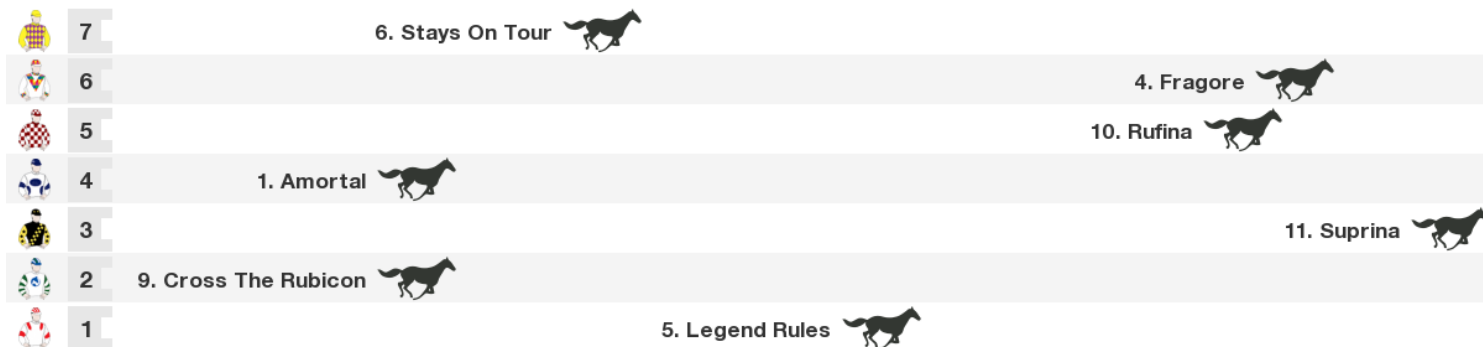 7 6. Stays On Tour
6 4. Fragore
5 10. Rufina
4 1. Amortal
3 11. Suprina
2 9. Cross The Rubicon
1 5. Legend Rules